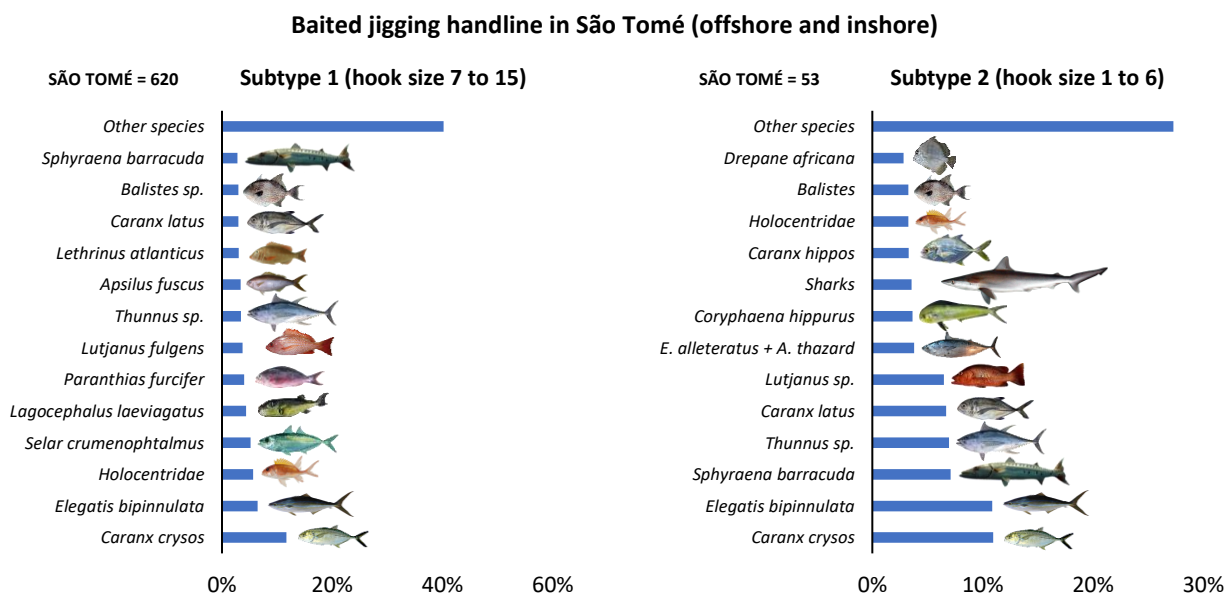 Baited jigging handline in São Tomé (offshore and inshore)
SÃO TOMÉ = 620
Subtype 1 (hook size 7 to 15)
Other species
Sphyraena barracuda
Balistes sp.
Caranx latus
Lethrinus atlanticus
Apsilus fuscus
Thunnus sp.
Lutjanus fulgens
Paranthias furcifer
Lagocephalus laeviagatus
Selar crumenophtalmus
Holocentridae
Elegatis bipinnulata
Caranx crysos
0% 20% 40% 60%
SÃO TOMÉ = 53
Subtype 2 (hook size 1 to 6)
Other species
Drepane africana
Balistes
Holocentridae
Caranx hippos
Sharks
Coryphaena hippurus
E. alleteratus + A. thazard
Lutjanus sp.
Caranx latus
Thunnus sp.
Sphyraena barracuda
Elegatis bipinnulata
Caranx crysos
0% 10% 20% 30%